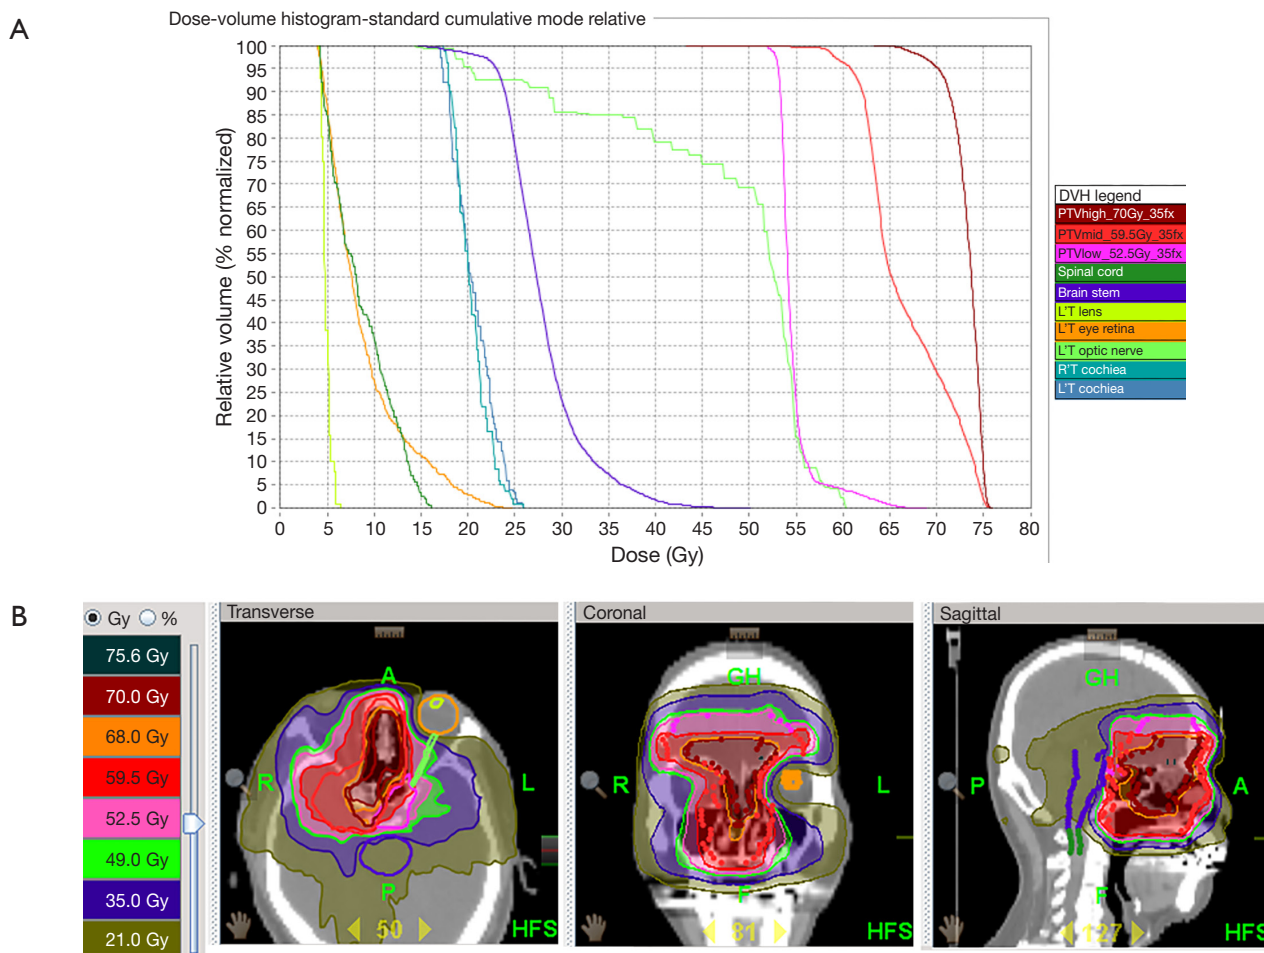 A
Dose-volume histogram-standard cumulative mode relative
Relative volume (% normalized)
100
95
90
85
80
75
70
65
60
55
50
45
40
35
30
25
20
15
10
5
0
0 5 10 15 20 25 30 35 40 45 50 55 60 65 70 75 80
Dose (Gy)
DVH legend
PTVhigh_70Gy_35fx
PTVmid_59.5Gy_35fx
PTVlow_52.5Gy_35fx
Spinal cord
Brain stem
L'T lens
L'T eye retina
L'T optic nerve
R'T cochiea
L'T cochiea
B
Gy %
75.6 Gy
70.0 Gy
68.0 Gy
59.5 Gy
52.5 Gy
49.0 Gy
35.0 Gy
21.0 Gy
Transverse
A
R
L
P
50
HFS
Coronal
GH
R
L
F
81
HFS
Sagittal
GH
P
A
F
127
HFS